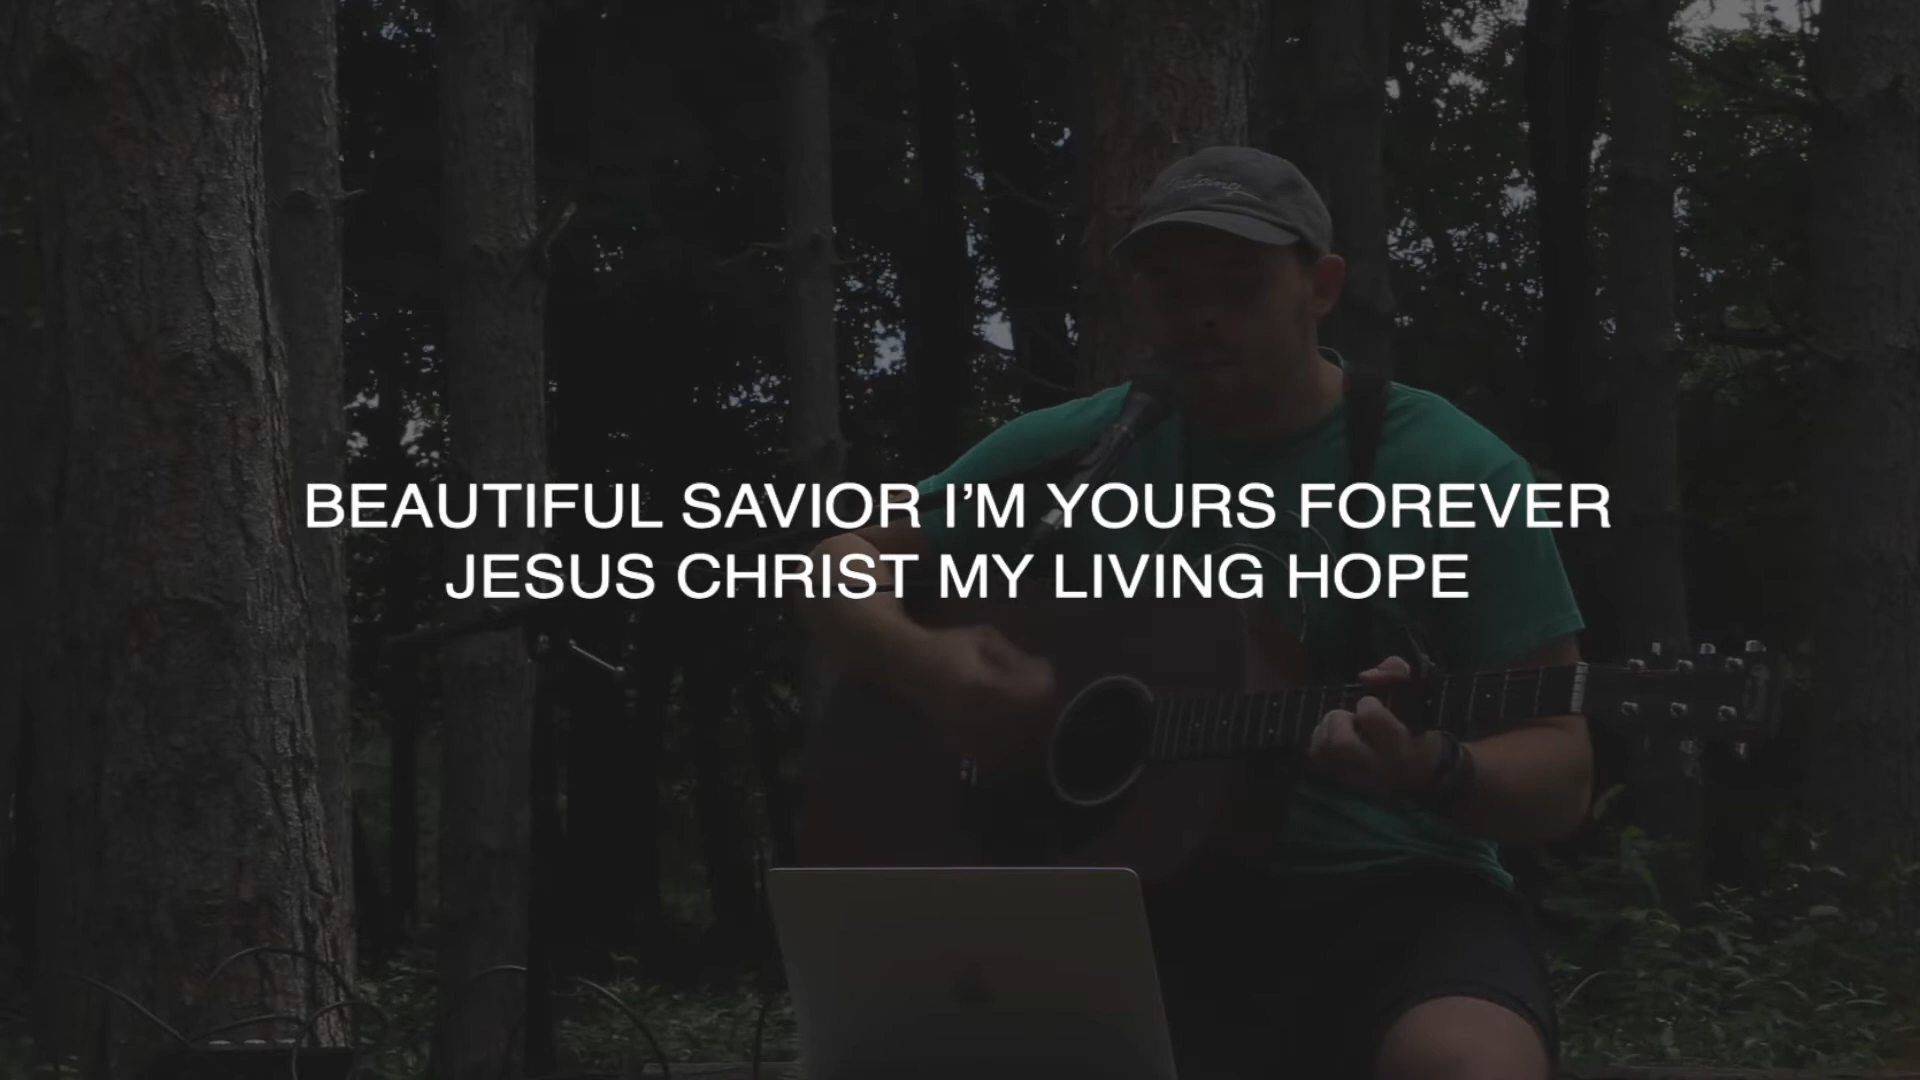 BEAUTIFUL SAVIOR I’M YOURS FOREVER
JESUS CHRIST MY LIVING HOPE